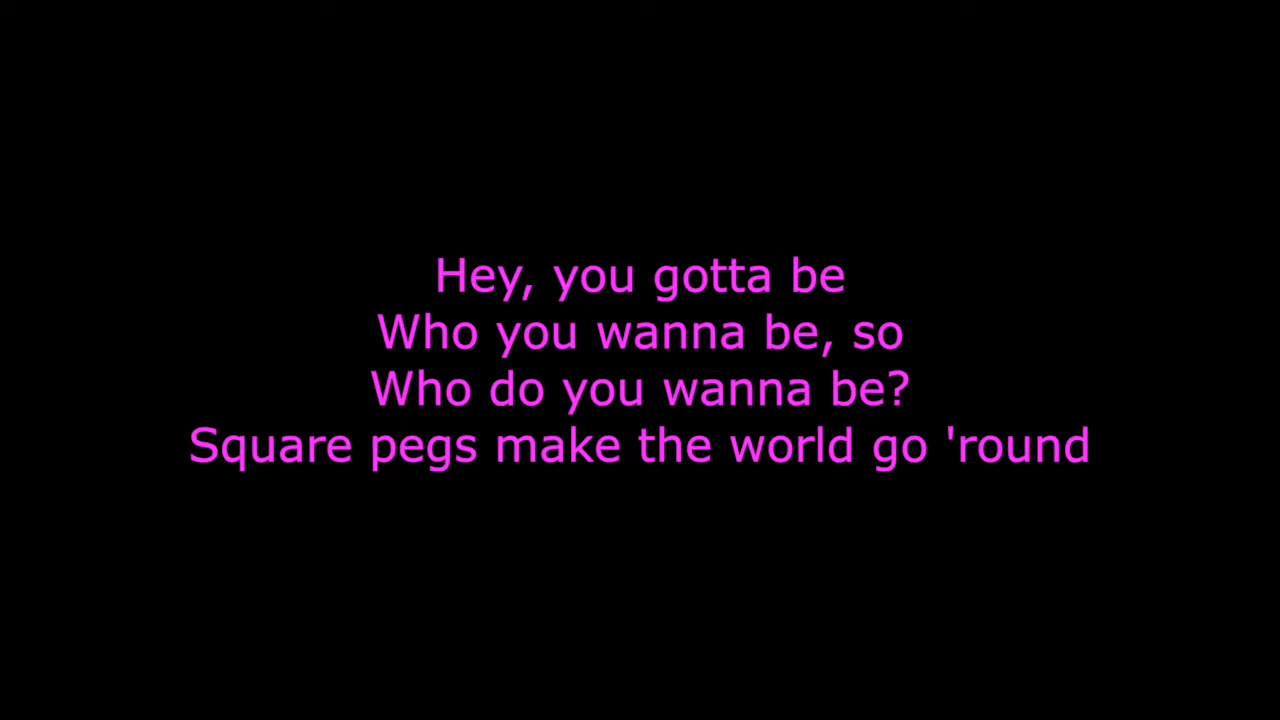 Hey, you gotta be
Who you wanna be, so
Who do you wanna be?
Square pegs make the world go 'round